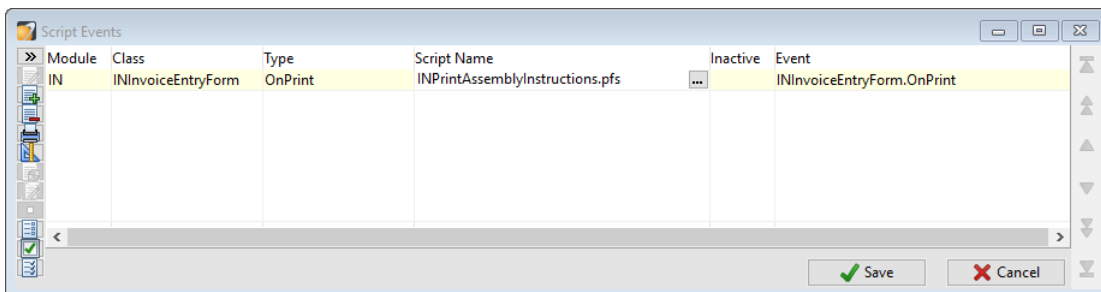 Script Events
Module Class Type Script Name Inactive Event
IN INInvoiceEntryForm OnPrint INPrintAssemblyInstructions.pfs ... INInvoiceEntryForm.OnPrint
Save Cancel